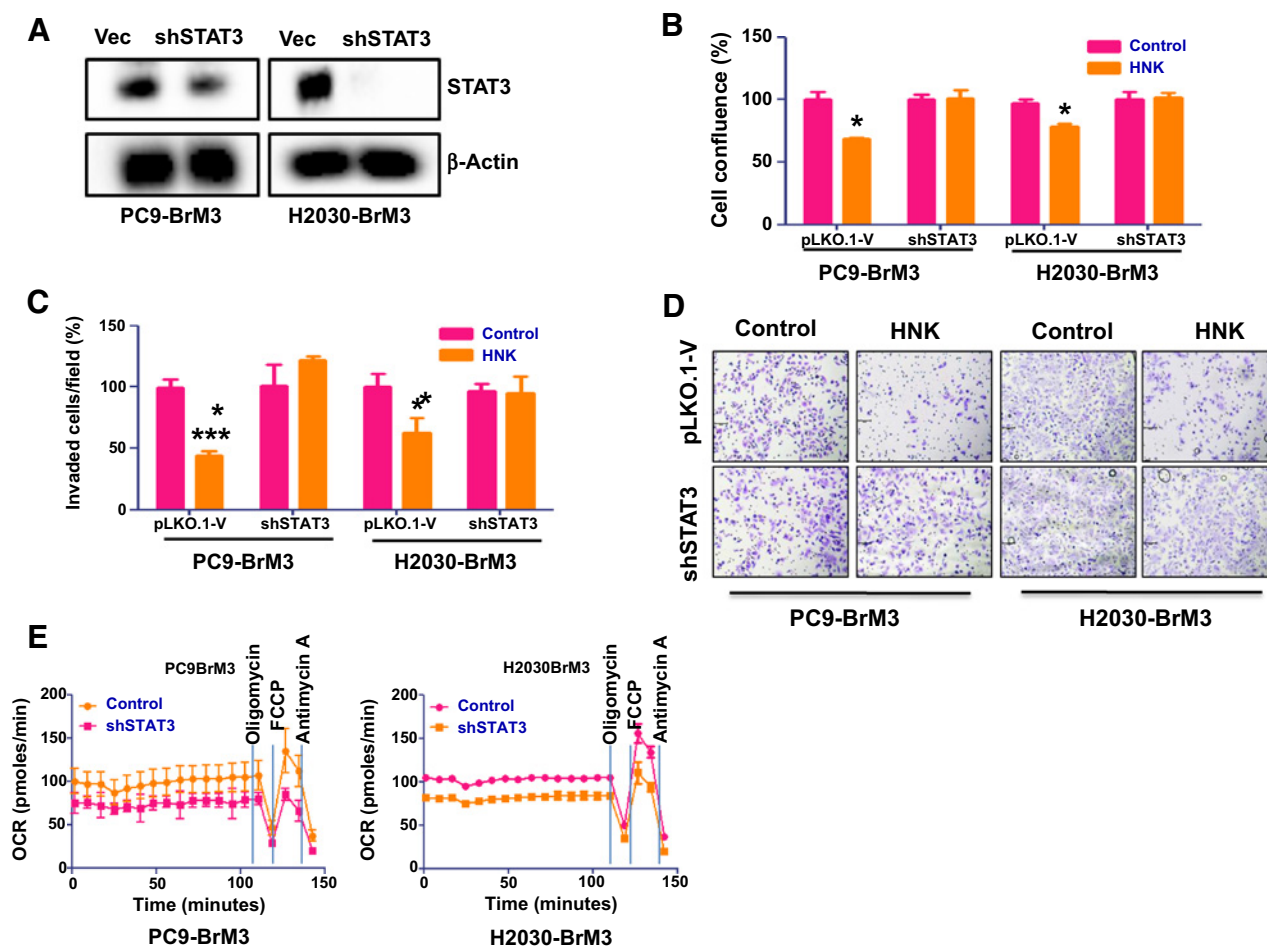 A
Vec shSTAT3 Vec shSTAT3
STAT3
β-Actin
PC9-BrM3 H2030-BrM3
B
Cell confluence (%)
150
100
50
0
Control
HNK
*
*
pLKO.1-V shSTAT3 pLKO.1-V shSTAT3
PC9-BrM3 H2030-BrM3
C
Invaded cells/field (%)
150
100
50
0
Control
HNK
*
***
**
pLKO.1-V shSTAT3 pLKO.1-V shSTAT3
PC9-BrM3 H2030-BrM3
D
Control HNK Control HNK
pLKO.1-V
shSTAT3
PC9-BrM3 H2030-BrM3
E
PC9BrM3
OCR (pmoles/min)
200
150
100
50
0
Control
shSTAT3
Oligomycin
FCCP
Antimycin A
0 50 100 150
Time (minutes)
PC9-BrM3
H2030BrM3
OCR (pmoles/min)
200
150
100
50
0
Control
shSTAT3
Oligomycin
FCCP
Antimycin A
0 50 100 150
Time (minutes)
H2030-BrM3